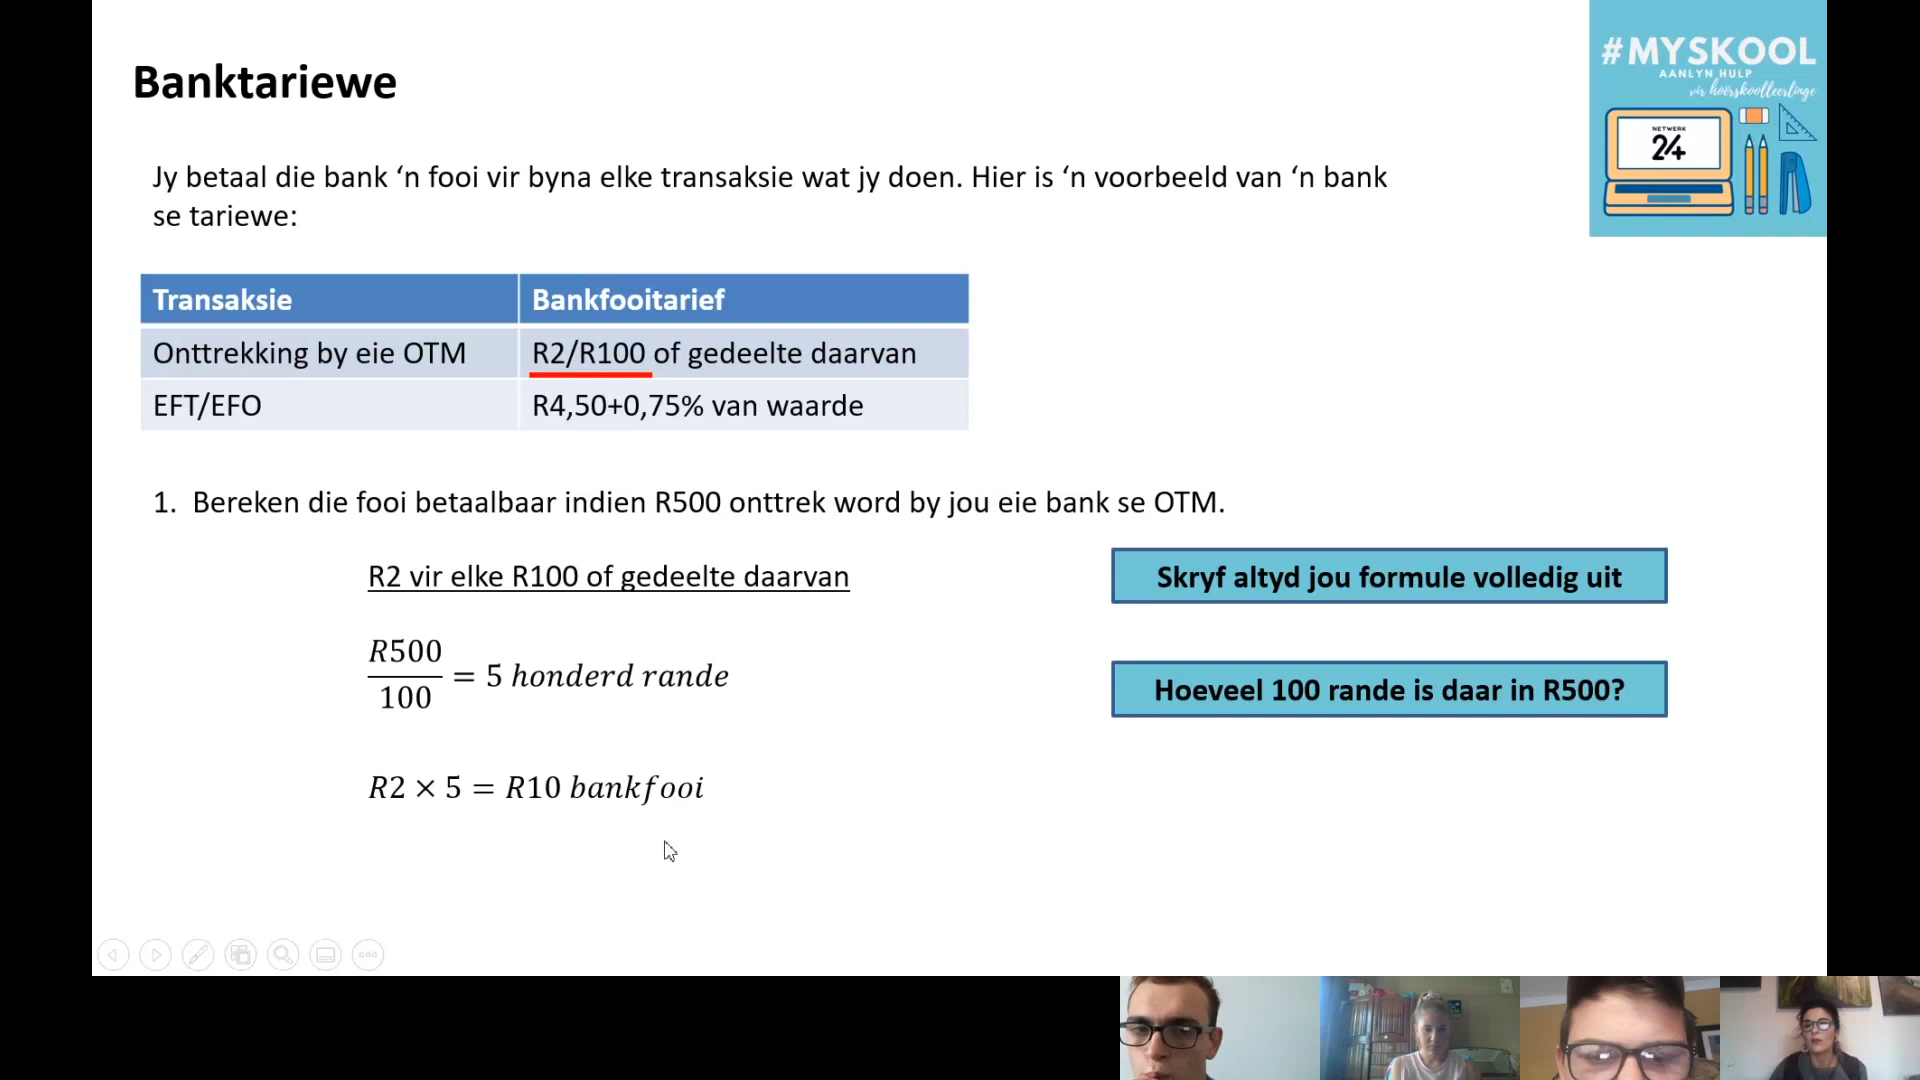 Banktariewe
#MYSKOOL
AANLYN HULP
vir hoërskoolleerlinge
NETWERK
24
Jy betaal die bank ‘n fooi vir byna elke transaksie wat jy doen. Hier is ‘n voorbeeld van ‘n bank
se tariewe:
Transaksie Bankfooitarief
Onttrekking by eie OTM R2/R100 of gedeelte daarvan
EFT/EFO R4,50+0,75% van waarde
1. Bereken die fooi betaalbaar indien R500 onttrek word by jou eie bank se OTM.
R2 vir elke R100 of gedeelte daarvan
Skryf altyd jou formule volledig uit
R500
100
= 5 honderd rande
Hoeveel 100 rande is daar in R500?
R2 × 5 = R10 bankfooi